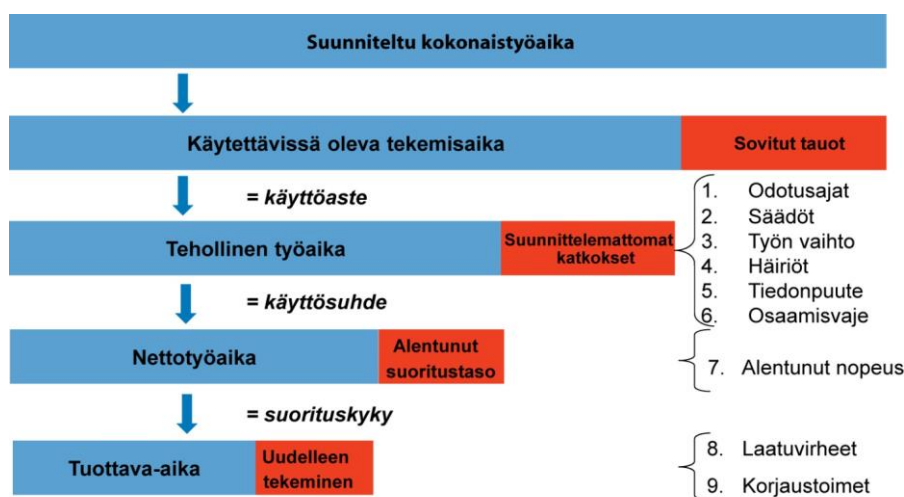 Suunniteltu kokonaistyöaika
Käytettävissä oleva tekemisaika
Sovitut tauot
= käyttöaste
Tehollinen työaika
Suunnittelemattomat
katkokset
1. Odotusajat
2. Säädöt
3. Työn vaihto
4. Häiriöt
5. Tiedonpuute
6. Osaamisvaje
= käyttösuhde
Nettotyöaika
Alentunut
suoritustaso
7. Alentunut nopeus
= suorituskyky
Tuottava-aika
Uudelleen
tekeminen
8. Laatuvirheet
9. Korjaustoimet